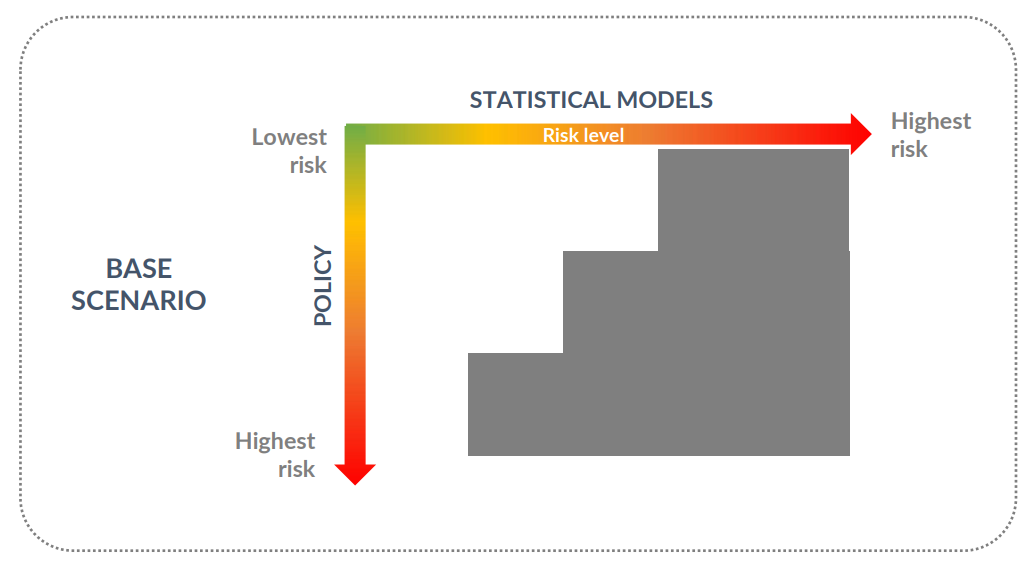 STATISTICAL MODELS
Risk level
Lowest
risk
Highest
risk
BASE
SCENARIO
POLICY
Highest
risk